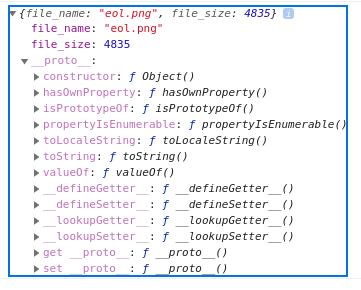 {file_name: "eol.png", file_size: 4835} i
file_name: "eol.png"
file_size: 4835
__proto__:
constructor: ƒ Object()
hasOwnProperty: ƒ hasOwnProperty()
isPrototypeOf: ƒ isPrototypeOf()
propertyIsEnumerable: ƒ propertyIsEnumerable()
toLocaleString: ƒ toLocaleString()
toString: ƒ toString()
valueOf: ƒ valueOf()
__defineGetter__: ƒ __defineGetter__()
__defineSetter__: ƒ __defineSetter__()
__lookupGetter__: ƒ __lookupGetter__()
__lookupSetter__: ƒ __lookupSetter__()
get __proto__: ƒ __proto__()
set __proto__: ƒ __proto__()